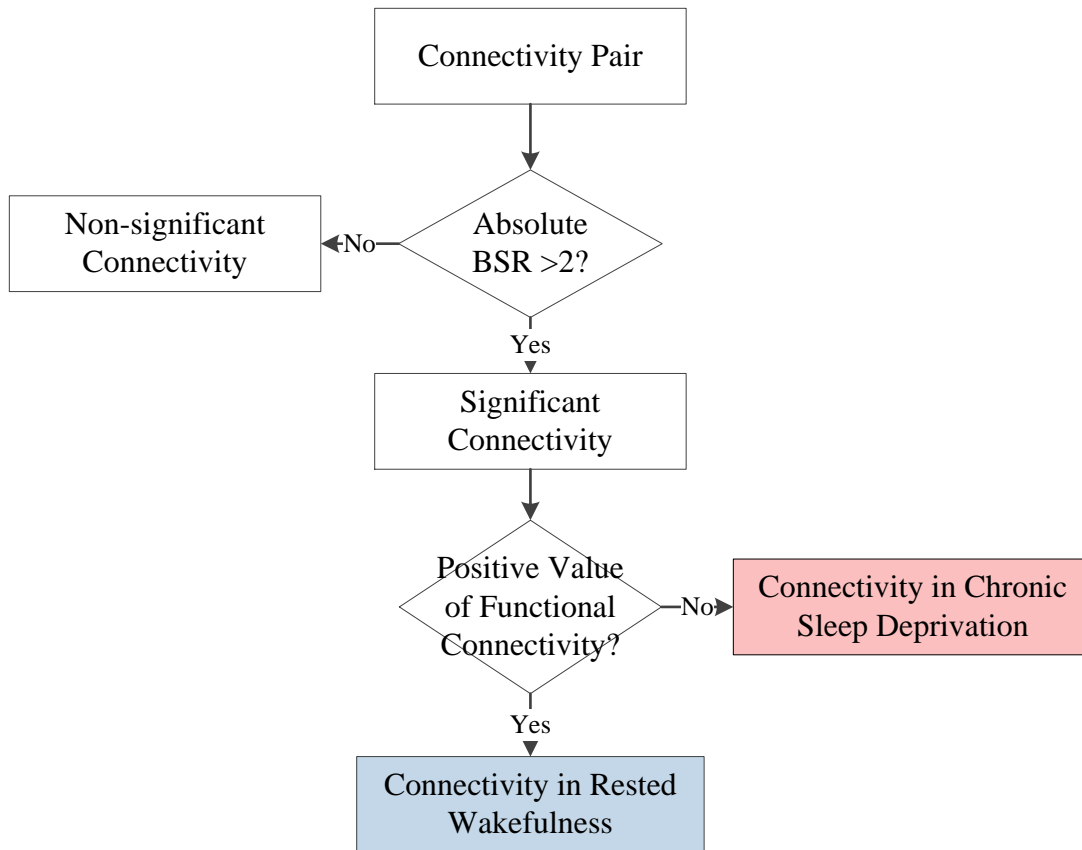 Connectivity Pair
Absolute
BSR >2?
No
Non-significant
Connectivity
Yes
Significant
Connectivity
Positive Value
of Functional
Connectivity?
No
Connectivity in Chronic
Sleep Deprivation
Yes
Connectivity in Rested
Wakefulness